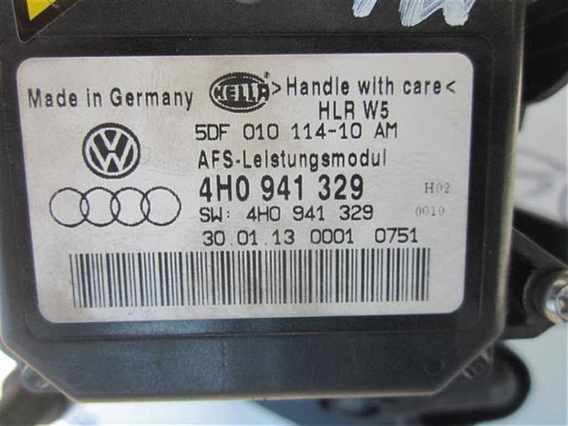 Made in Germany HELLA >Handle with care<
HLR W5
5DF 010 114-10 AM
AFS-Leistungsmodul
4H0 941 329 H02
SW: 4H0 941 329 0010
30.01.13 0001 0751